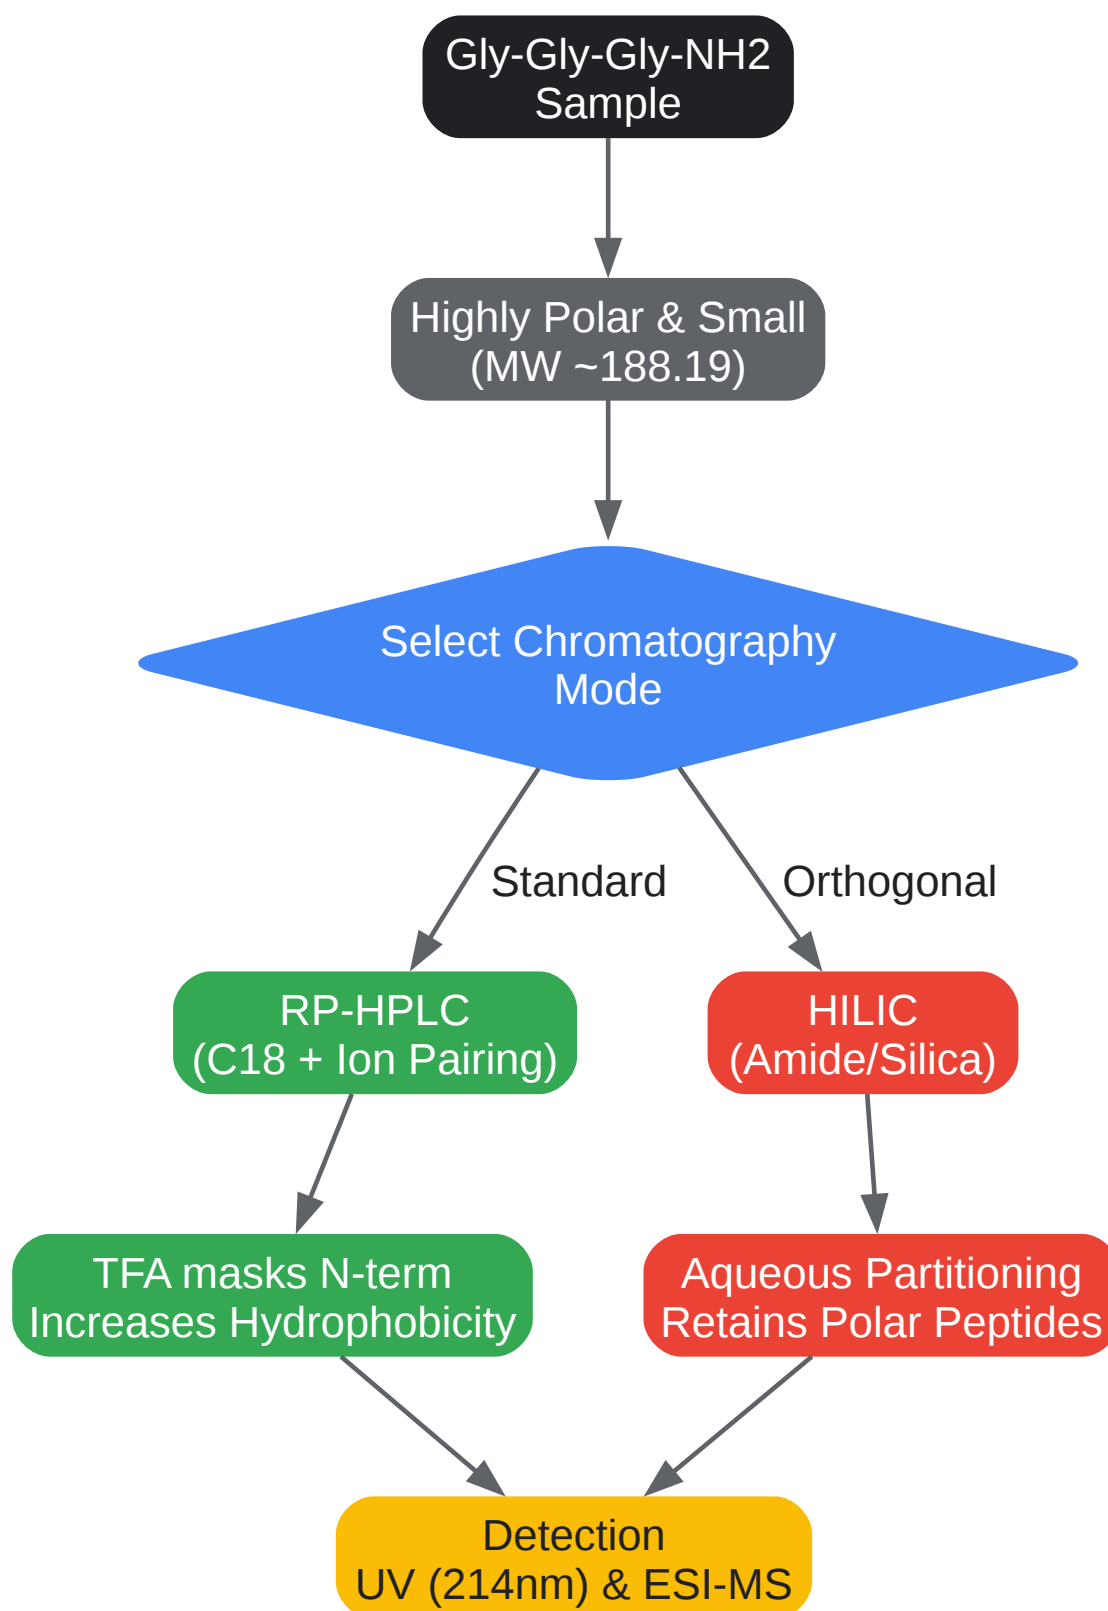 Gly-Gly-Gly-NH2
Sample
Highly Polar & Small
(MW ~188.19)
Select Chromatography
Mode
Standard
Orthogonal
RP-HPLC
(C18 + Ion Pairing)
HILIC
(Amide/Silica)
TFA masks N-term
Increases Hydrophobicity
Aqueous Partitioning
Retains Polar Peptides
Detection
UV (214nm) & ESI-MS